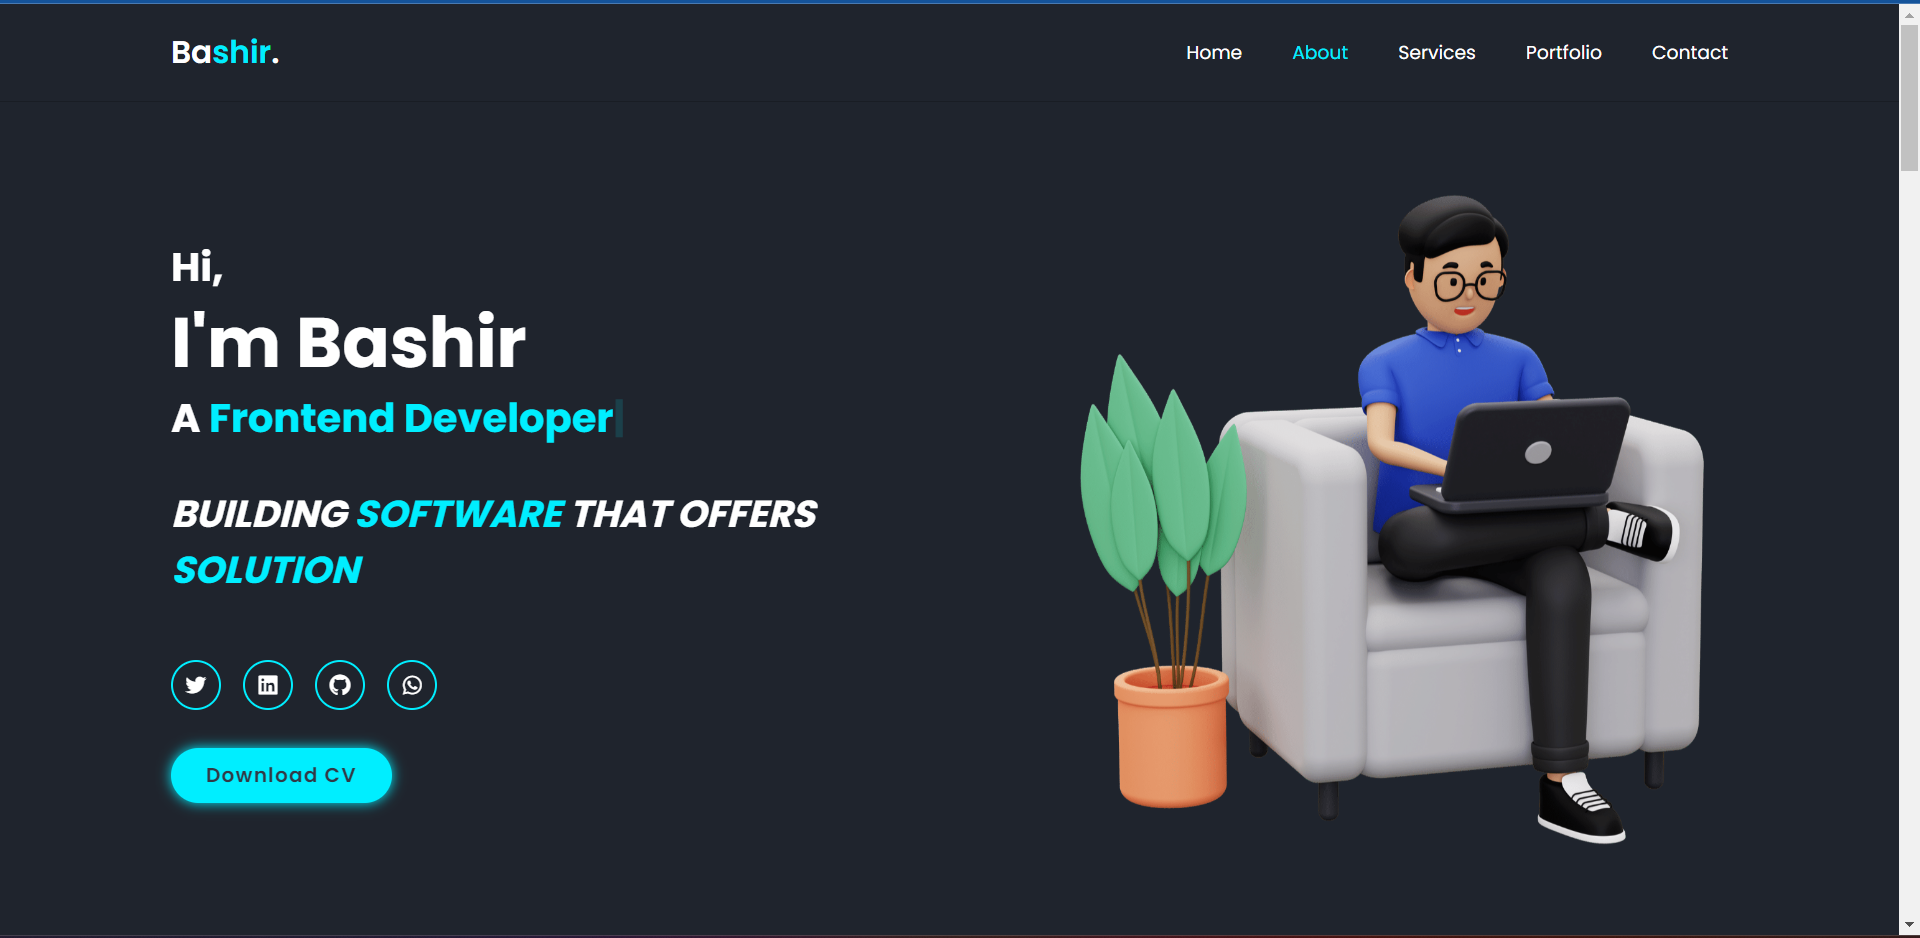 Bashir.
Home About Services Portfolio Contact
Hi,
I'm Bashir
A Frontend Developer
BUILDING SOFTWARE THAT OFFERS
SOLUTION
Download CV